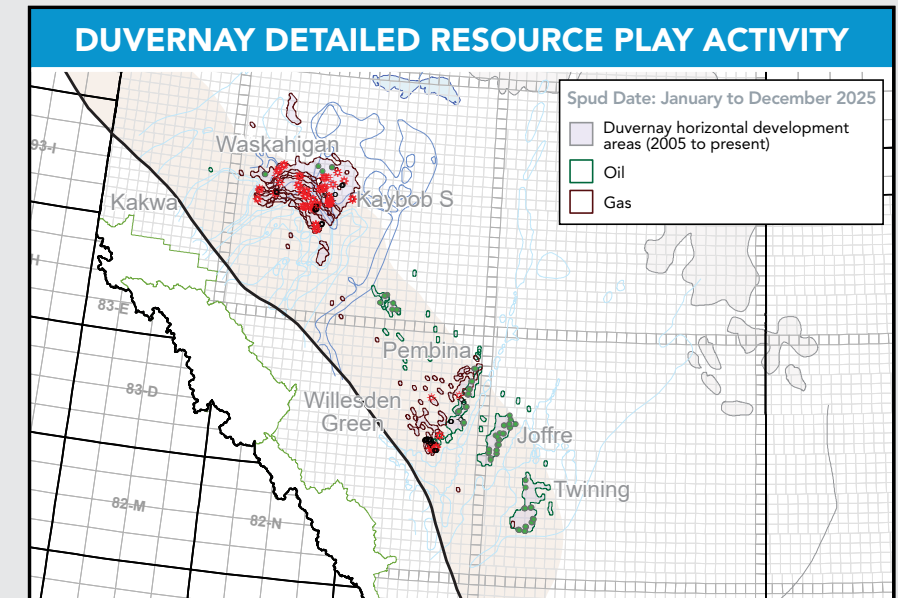 DUVERNAY DETAILED RESOURCE PLAY ACTIVITY
Spud Date: January to December 2025
Duvernay horizontal development
areas (2005 to present)
Oil
Gas
93-I
Waskahigan
Kakwa
Kaybob S
H
83-E
Pembina
83-D
Willesden
Green
Joffre
Twining
82-M
82-N